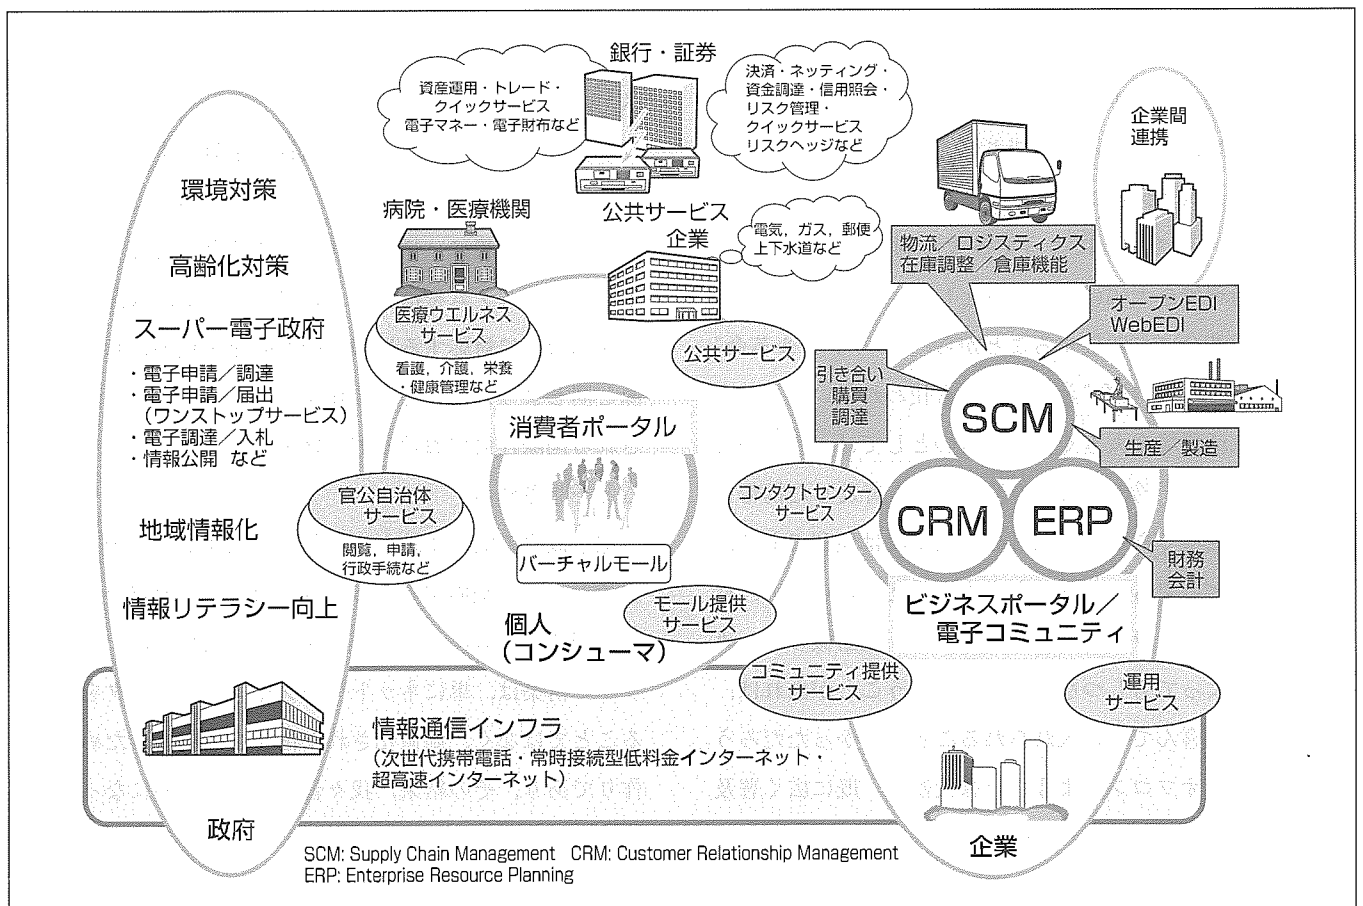 銀行・証券
資産運用・トレード・
クイックサービス
電子マネー・電子財布など
決済・ネッティング・
資金調達・信用照会・
リスク管理・
クイックサービス
リスクヘッジなど
企業間
連携
環境対策
高齢化対策
スーパー電子政府
・電子申請／調達
・電子申請／届出
（ワンストップサービス）
・電子調達／入札
・情報公開 など
地域情報化
情報リテラシー向上
政府
病院・医療機関
医療ウエルネス
サービス
看護，介護，栄養
・健康管理など
公共サービス
企業
電気，ガス，郵便
上下水道など
公共サービス
消費者ポータル
官公自治体
サービス
閲覧，申請，
行政手続など
バーチャルモール
コンタクトセンター
サービス
モール提供
サービス
個人
（コンシューマ）
コミュニティ提供
サービス
物流／ロジスティクス
在庫調整／倉庫機能
オープンEDI
WebEDI
引き合い
購買
調達
SCM
生産／製造
CRM
ERP
財務
会計
ビジネスポータル／
電子コミュニティ
運用
サービス
企業
情報通信インフラ
（次世代携帯電話・常時接続型低料金インターネット・
超高速インターネット）
SCM: Supply Chain Management CRM: Customer Relationship Management
ERP: Enterprise Resource Planning